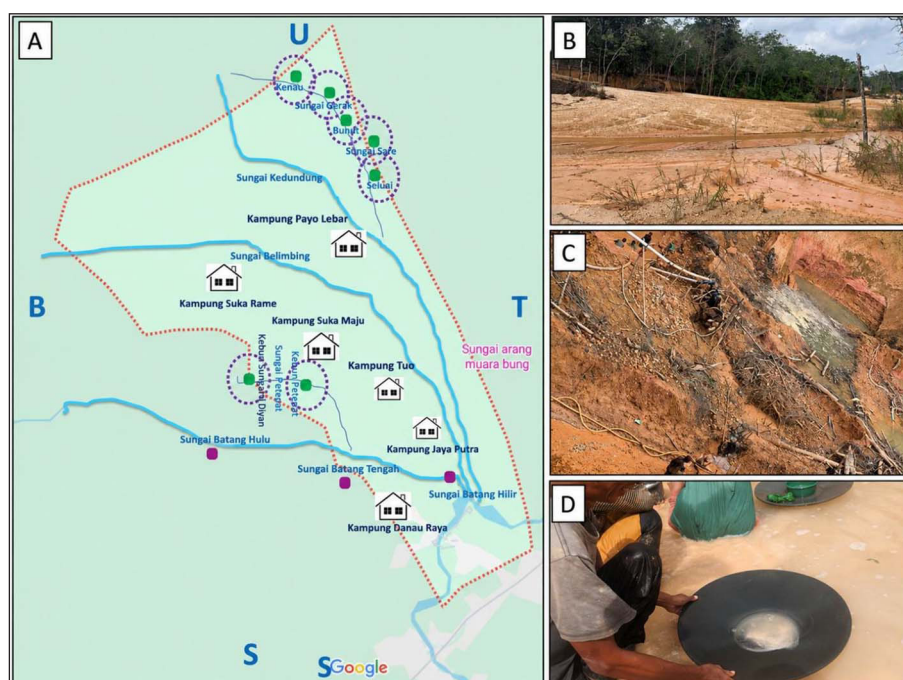 A
U
Kenau
Sungai Gerak
Bunut
Sungai Sare
Seluai
Sungai Kedundung
Kampung Payo Lebar
Sungai Belimbing
B
Kampung Suka Rame
T
Kampung Suka Maju
Sungai arang
muara bung
Kebun Sungai Diyan
Sungai Petepat
Kebun Petepat
Kampung Tuo
Kampung Jaya Putra
Sungai Batang Hulu
Sungai Batang Tengah
Sungai Batang Hilir
Kampung Danau Raya
S
S
Google
B
C
D